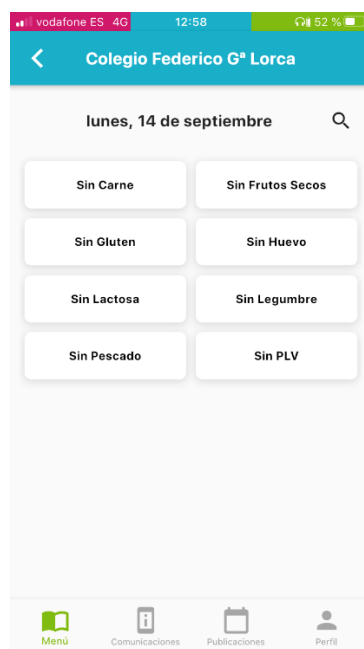 vodafone ES 4G 12:58 52 %
Colegio Federico Gª Lorca
lunes, 14 de septiembre
Sin Carne Sin Frutos Secos
Sin Gluten Sin Huevo
Sin Lactosa Sin Legumbre
Sin Pescado Sin PLV
Menú Comunicaciones Publicaciones Perfil